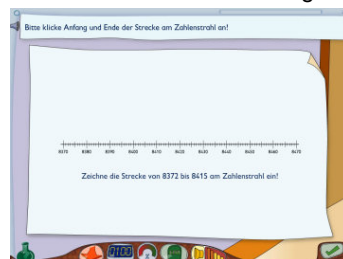 Bitte klicke Anfang und Ende der Strecke am Zahlenstrahl an!
8370 8380 8390 8400 8410 8420 8430 8440 8450 8460 8470
Zeichne die Strecke von 8372 bis 8415 am Zahlenstrahl ein!
0100